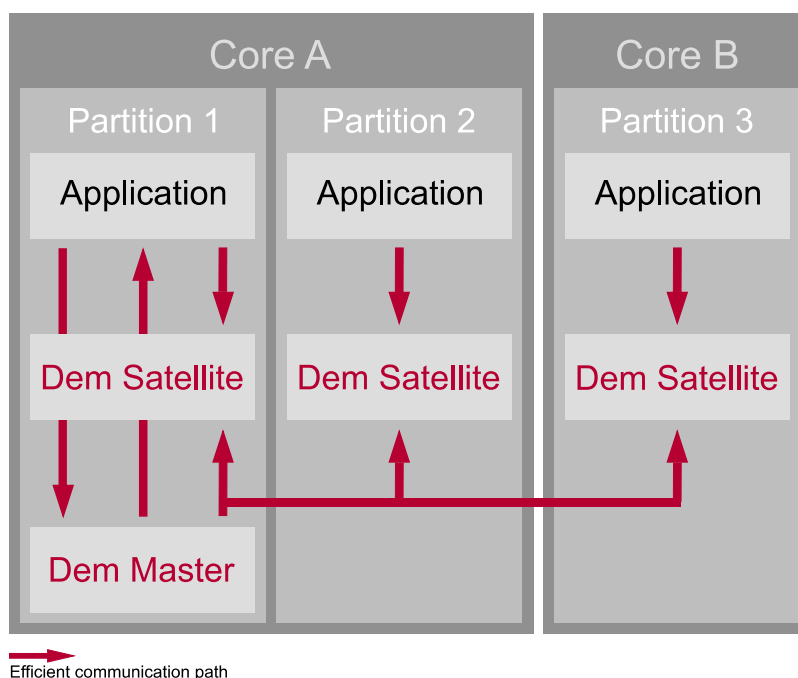 Core A
Core B
Partition 1
Partition 2
Partition 3
Application
Application
Application
Dem Satellite
Dem Satellite
Dem Satellite
Dem Master
Efficient communication path